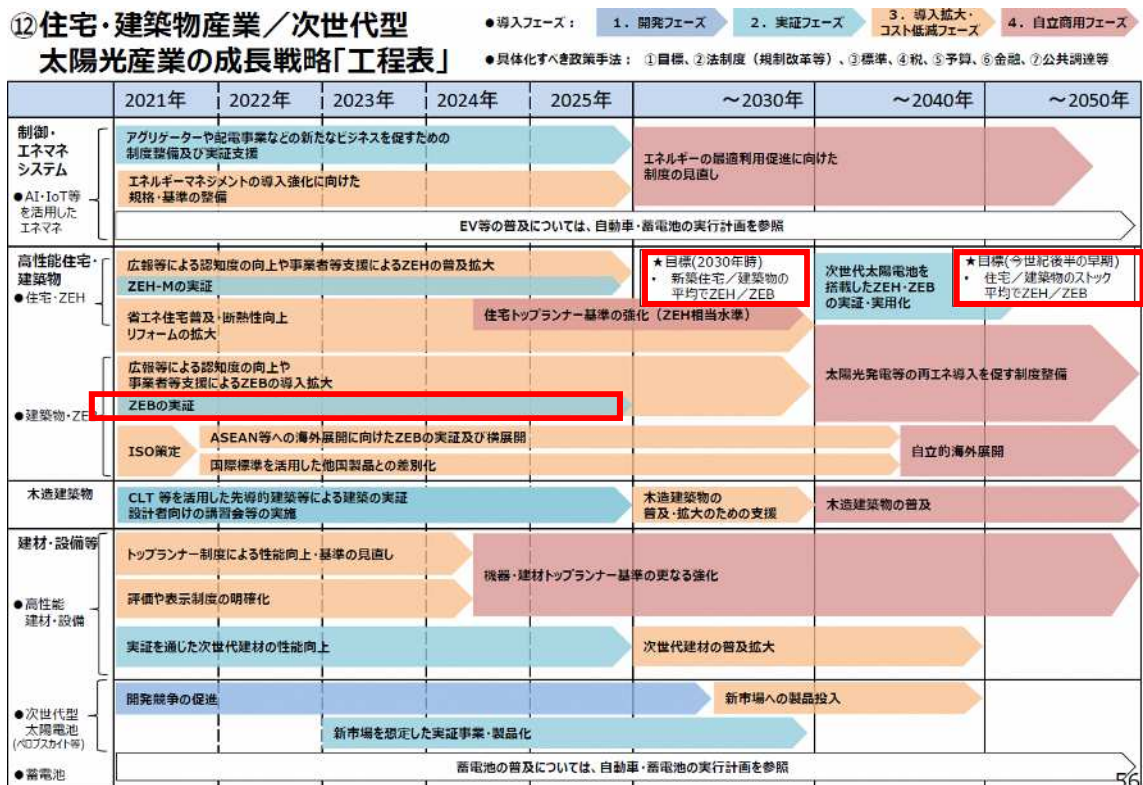 ⑫住宅・建築物産業／次世代型
太陽光産業の成長戦略「工程表」
●導入フェーズ： 1．開発フェーズ 2．実証フェーズ 3．導入拡大・コスト低減フェーズ 4．自立商用フェーズ
●具体化すべき政策手法： ①目標、②法制度（規制改革等）、③標準、④税、⑤予算、⑥金融、⑦公共調達等
2021年 2022年 2023年 2024年 2025年 ～2030年 ～2040年 ～2050年
制御・
エネマネ
システム
●AI・IoT等
を活用した
エネマネ
アグリゲーターや配電事業などの新たなビジネスを促すための
制度整備及び実証支援
エネルギーマネジメントの導入強化に向けた
規格・基準の整備
エネルギーの最適利用促進に向けた
制度の見直し
EV等の普及については、自動車・蓄電池の実行計画を参照
高性能住宅・
建築物
●住宅・ZEH
広報等による認知度の向上や事業者等支援によるZEHの普及拡大
ZEH-Mの実証
省エネ住宅普及・断熱性向上
リフォームの拡大
住宅トップランナー基準の強化（ZEH相当水準）
★目標(2030年時)
・ 新築住宅／建築物の
平均でZEH／ZEB
次世代太陽電池を
搭載したZEH・ZEB
の実証・実用化
★目標(今世紀後半の早期)
・ 住宅／建築物のストック
平均でZEH／ZEB
●建築物・ZEB
広報等による認知度の向上や
事業者等支援によるZEBの導入拡大
ZEBの実証
太陽光発電等の再エネ導入を促す制度整備
ISO策定
ASEAN等への海外展開に向けたZEBの実証及び横展開
国際標準を活用した他国製品との差別化
自立的海外展開
木造建築物
CLT 等を活用した先導的建築等による建築の実証
設計者向けの講習会等の実施
木造建築物の
普及・拡大のための支援
木造建築物の普及
建材・設備等
●高性能
建材・設備
トップランナー制度による性能向上・基準の見直し
評価や表示制度の明確化
機器・建材トップランナー基準の更なる強化
実証を通じた次世代建材の性能向上
次世代建材の普及拡大
●次世代型
太陽電池
(ペロブスカイト等)
開発競争の促進
新市場への製品投入
新市場を想定した実証事業・製品化
●蓄電池
蓄電池の普及については、自動車・蓄電池の実行計画を参照
56